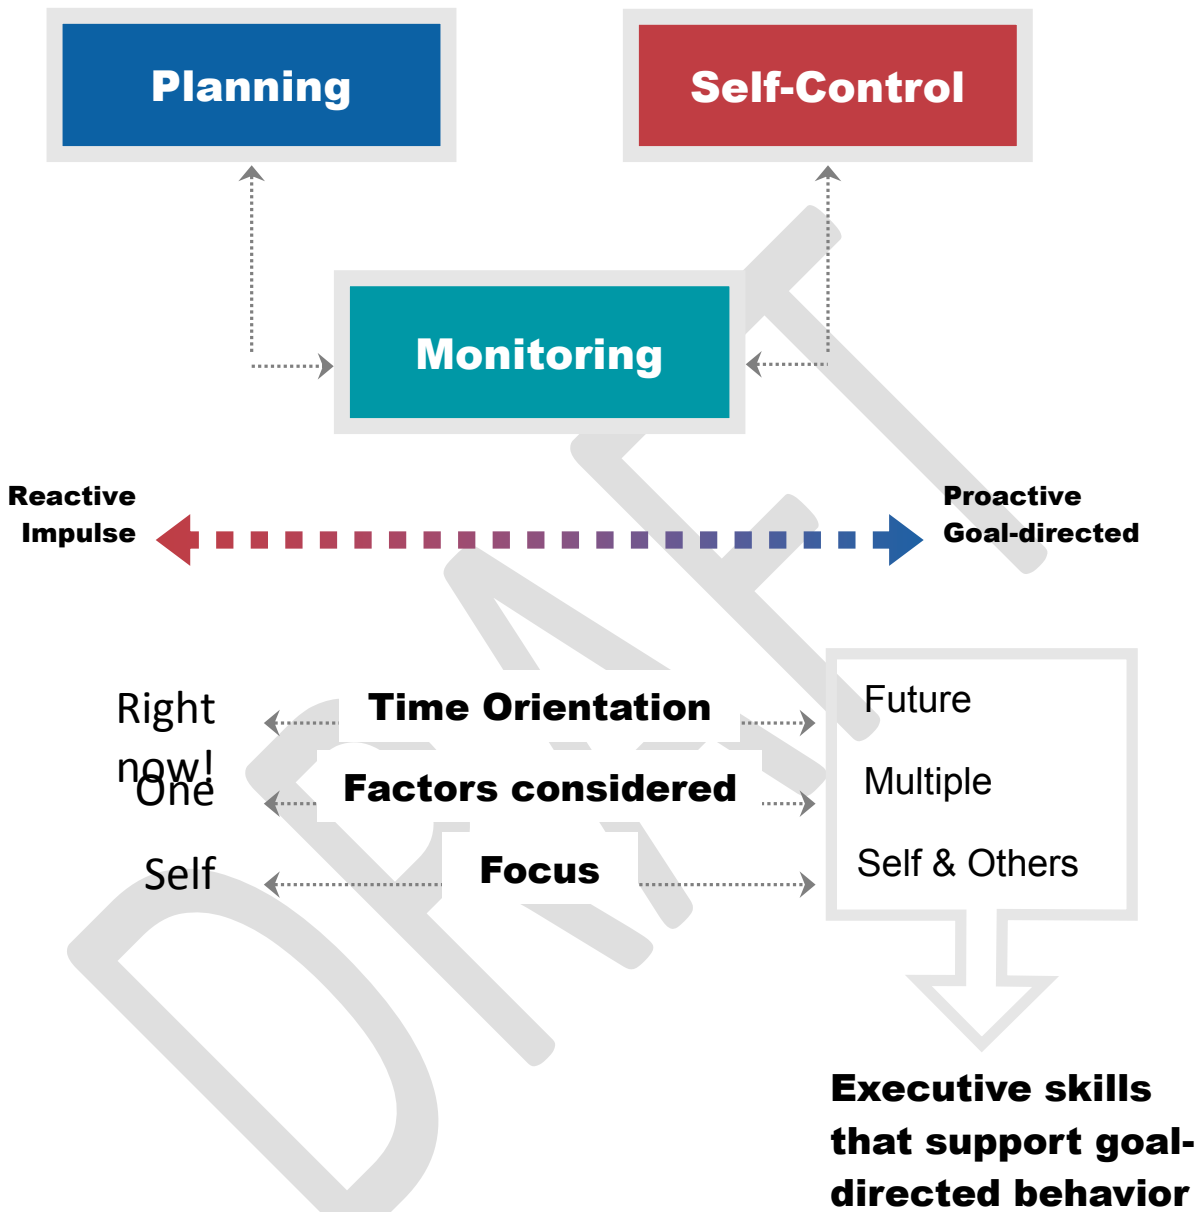 Planning
Self-Control
Monitoring
Reactive
Impulse
Proactive
Goal-directed
Right
now!
Time Orientation
Future
One
Factors considered
Multiple
Self
Focus
Self & Others
Executive skills
that support goal-
directed behavior
DRAFT